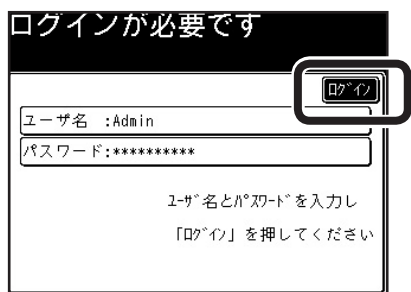 ログインが必要です
ﾛｸﾞｲﾝ
ユーザ名 :Admin
パスワード:**********
ﾕｰｻﾞ名とﾊﾟｽﾜｰﾄﾞを入力し
「ﾛｸﾞｲﾝ」を押してください